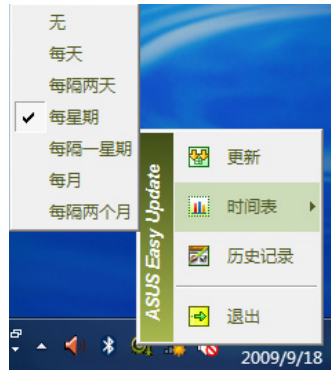 无
每天
每隔两天
每星期
每隔一星期
每月
每隔两个月
ASUS Easy Update
更新
时间表
历史记录
退出
2009/9/18